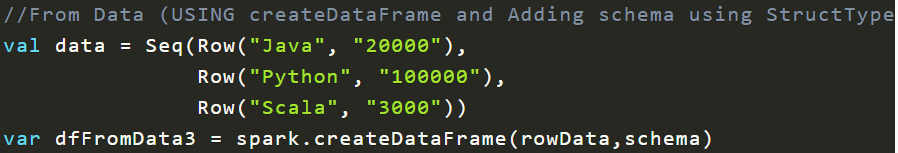 //From Data (USING createDataFrame and Adding schema using StructType
val data = Seq(Row("Java", "20000"),
               Row("Python", "100000"),
               Row("Scala", "3000"))
var dfFromData3 = spark.createDataFrame(rowData,schema)